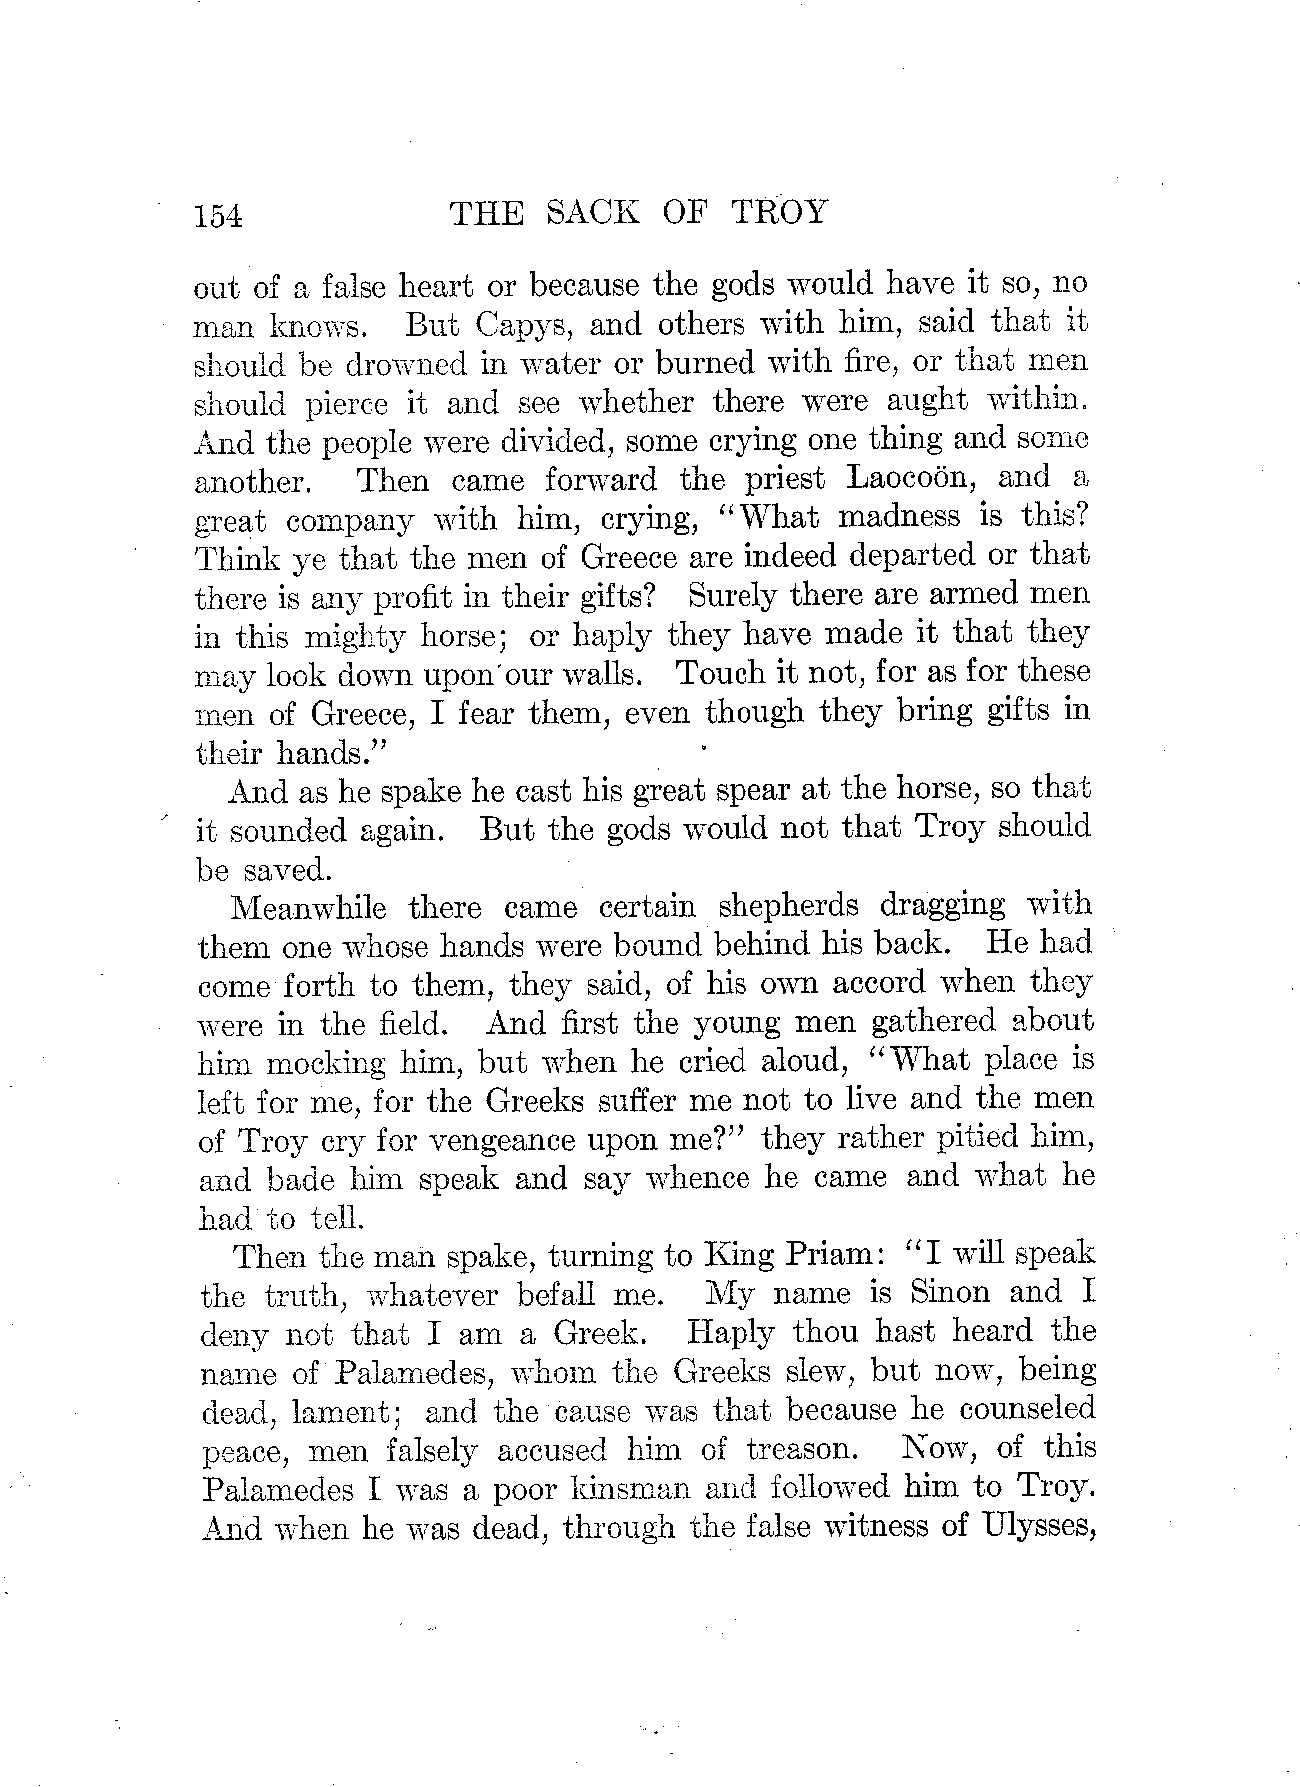 154 THE SACK OF TROY
out of a false heart or because the gods would have it so, no
man knows. But Capys, and others with him, said that it
should be drowned in water or burned with fire, or that men
should pierce it and see whether there were aught within.
And the people were divided, some crying one thing and some
another. Then came forward the priest Laocoön, and a
great company with him, crying, "What madness is this?
Think ye that the men of Greece are indeed departed or that
there is any profit in their gifts? Surely there are armed men
in this mighty horse; or haply they have made it that they
may look down upon our walls. Touch it not, for as for these
men of Greece, I fear them, even though they bring gifts in
their hands."
And as he spake he cast his great spear at the horse, so that
it sounded again. But the gods would not that Troy should
be saved.
Meanwhile there came certain shepherds dragging with
them one whose hands were bound behind his back. He had
come forth to them, they said, of his own accord when they
were in the field. And first the young men gathered about
him mocking him, but when he cried aloud, "What place is
left for me, for the Greeks suffer me not to live and the men
of Troy cry for vengeance upon me?" they rather pitied him,
and bade him speak and say whence he came and what he
had to tell.
Then the man spake, turning to King Priam: "I will speak
the truth, whatever befall me. My name is Sinon and I
deny not that I am a Greek. Haply thou hast heard the
name of Palamedes, whom the Greeks slew, but now, being
dead, lament; and the cause was that because he counseled
peace, men falsely accused him of treason. Now, of this
Palamedes I was a poor kinsman and followed him to Troy.
And when he was dead, through the false witness of Ulysses,